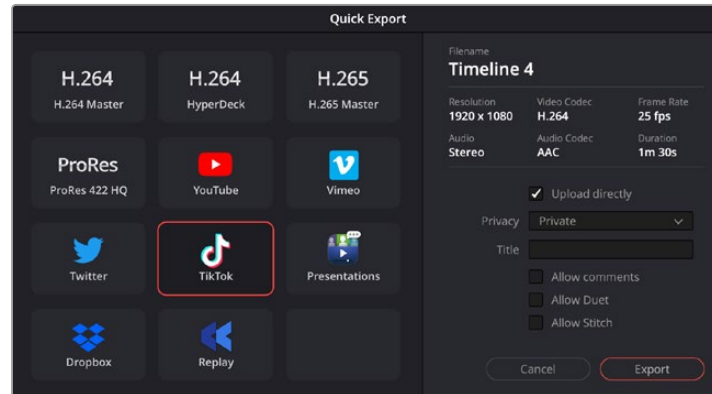 Quick Export
H.264
H.264 Master
H.264
HyperDeck
H.265
H.265 Master
ProRes
ProRes 422 HQ
YouTube
Vimeo
Twitter
TikTok
Presentations
Dropbox
Replay
Filename
Timeline 4
Resolution Video Codec Frame Rate
1920 x 1080 H.264 25 fps
Audio Audio Codec Duration
Stereo AAC 1m 30s
Upload directly
Privacy Private
Title
Allow comments
Allow Duet
Allow Stitch
Cancel Export